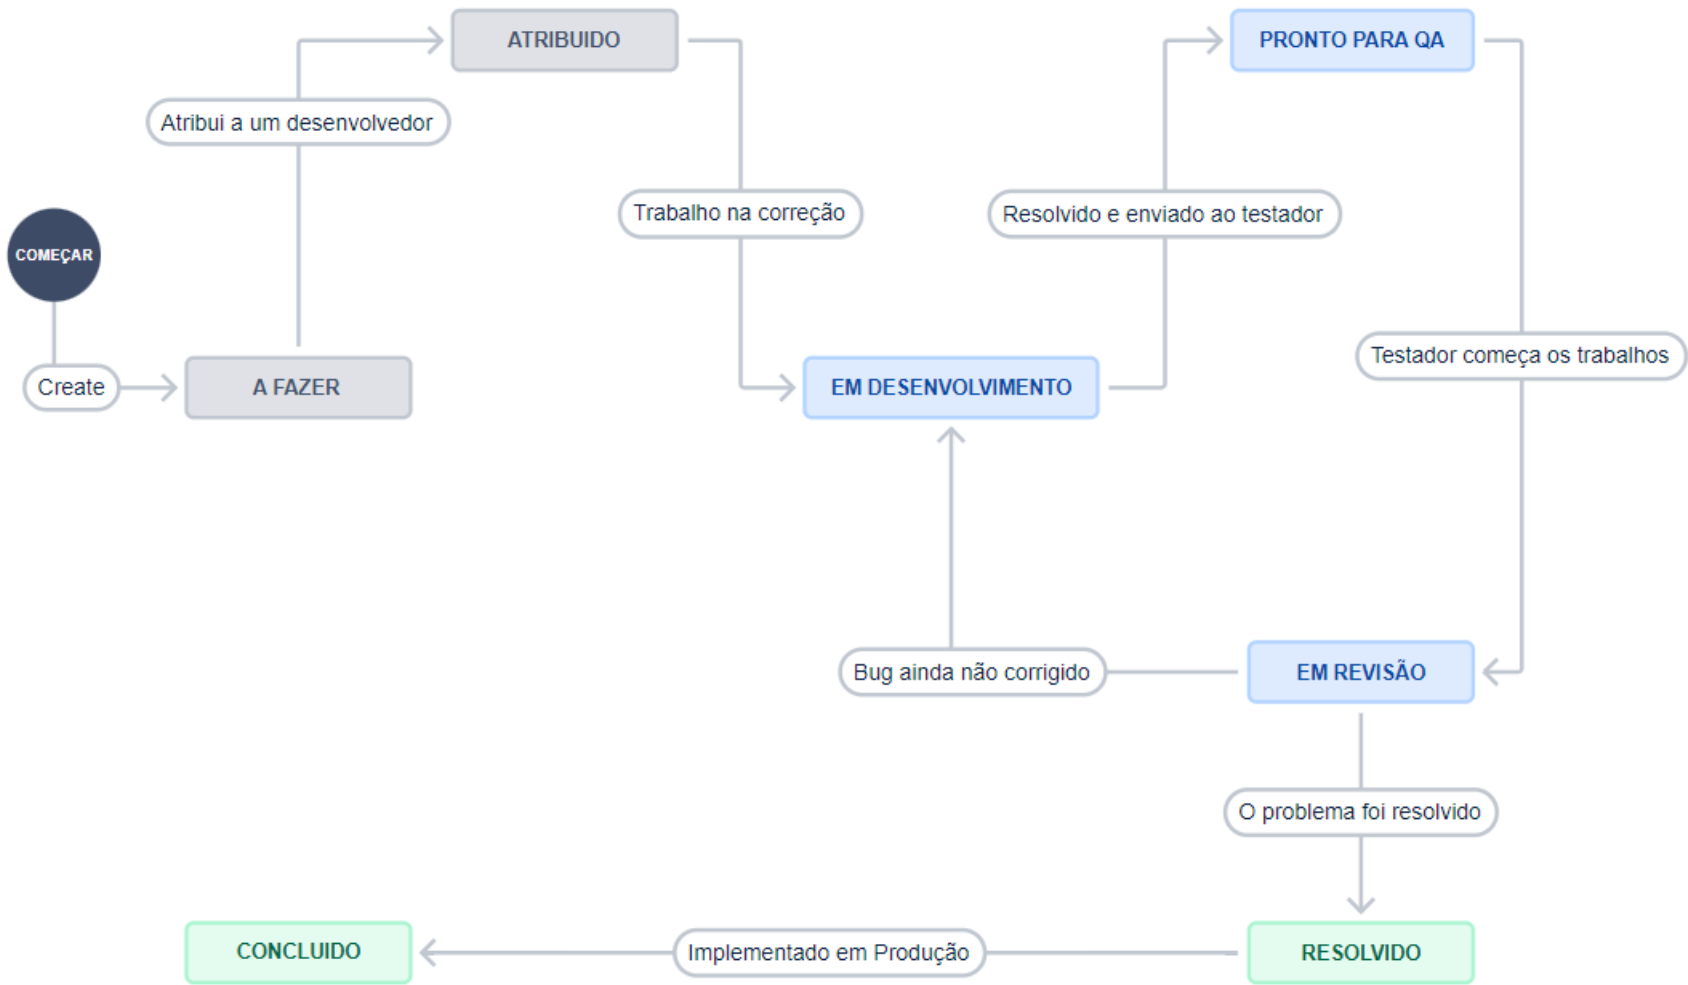 ATRIBUIDO
PRONTO PARA QA
Atribui a um desenvolvedor
Trabalho na correção
Resolvido e enviado ao testador
COMEÇAR
Testador começa os trabalhos
Create
A FAZER
EM DESENVOLVIMENTO
Bug ainda não corrigido
EM REVISÃO
O problema foi resolvido
CONCLUIDO
Implementado em Produção
RESOLVIDO